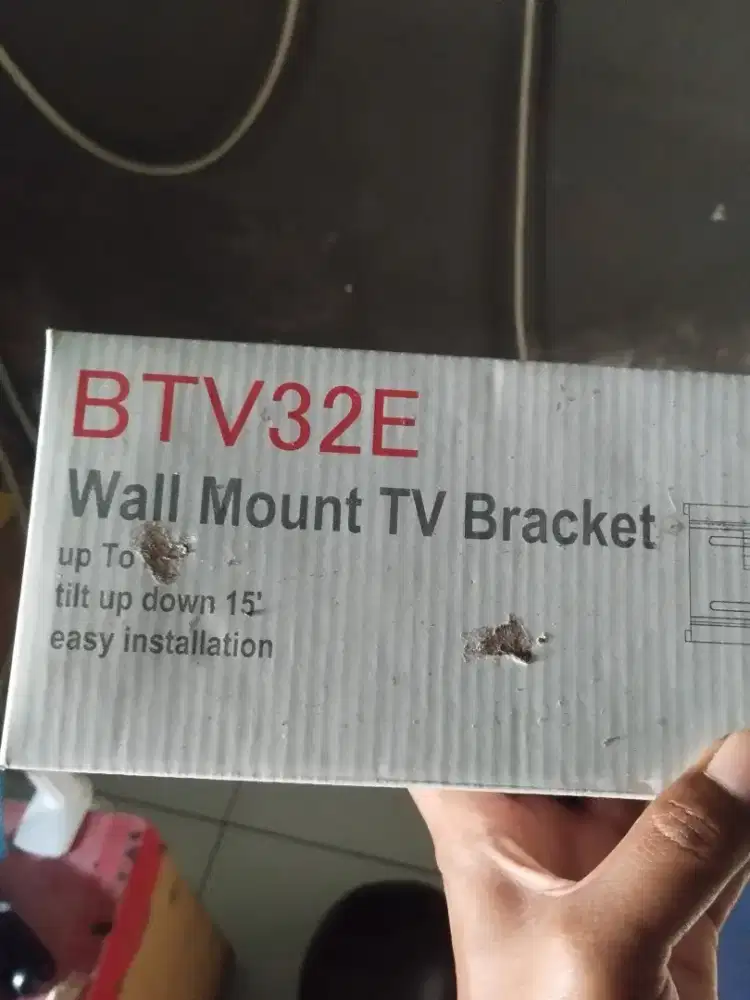 BTV32E
Wall Mount TV Bracket
up To
tilt up down 15'
easy installation